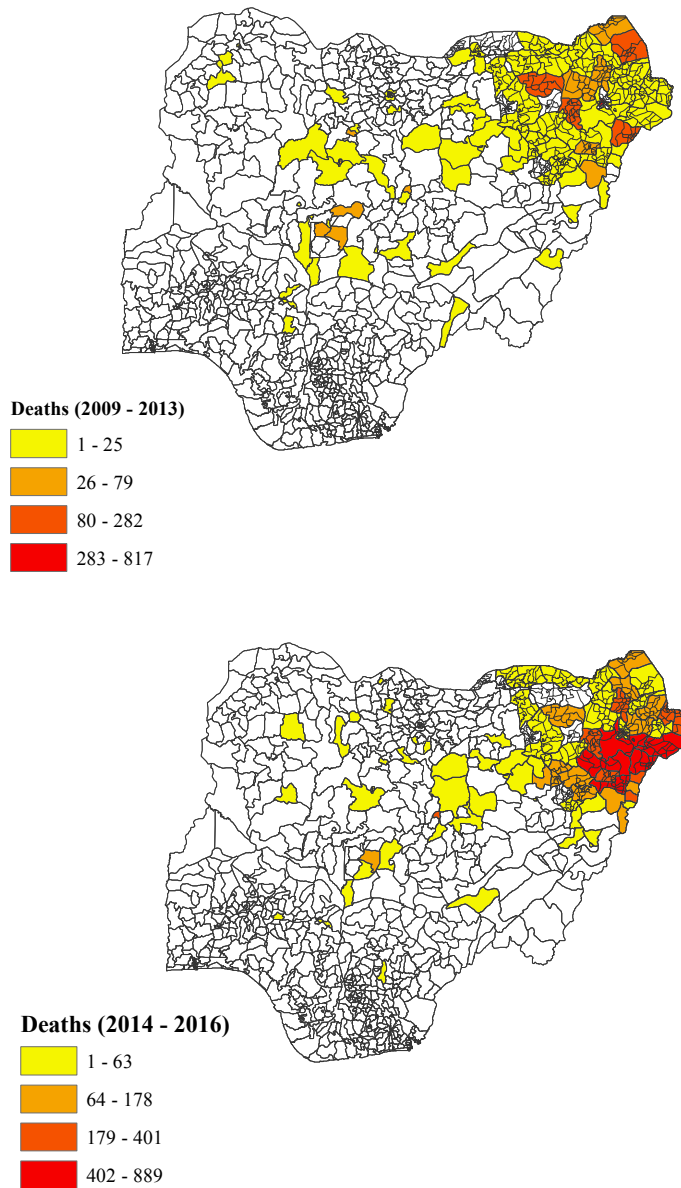 Deaths (2009 - 2013)
1 - 25
26 - 79
80 - 282
283 - 817
Deaths (2014 - 2016)
1 - 63
64 - 178
179 - 401
402 - 889